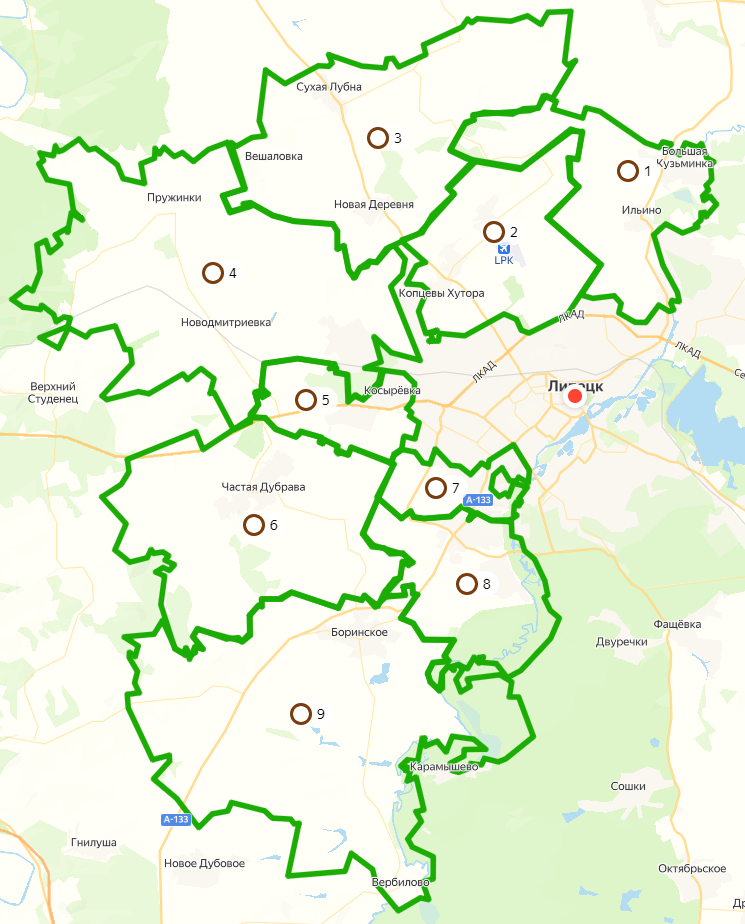 Сухая Лубна
3
Вешаловка
Большая
Кузьминка
1
Пружинки
Новая Деревня
Ильино
2
LPK
4
Копцевы Хутора
Новодмитриевка
ЛКАД
ЛКАД
ЛКАД
Верхний
Студенец
Косырёвка
Липецк
Се
5
Частая Дубрава
7
А-133
6
8
Боринское
Фащёвка
Двуречки
9
Карамышево
Сошки
А-133
Гнилуша
Новое Дубовое
Вербилово
Октябрьское
Др